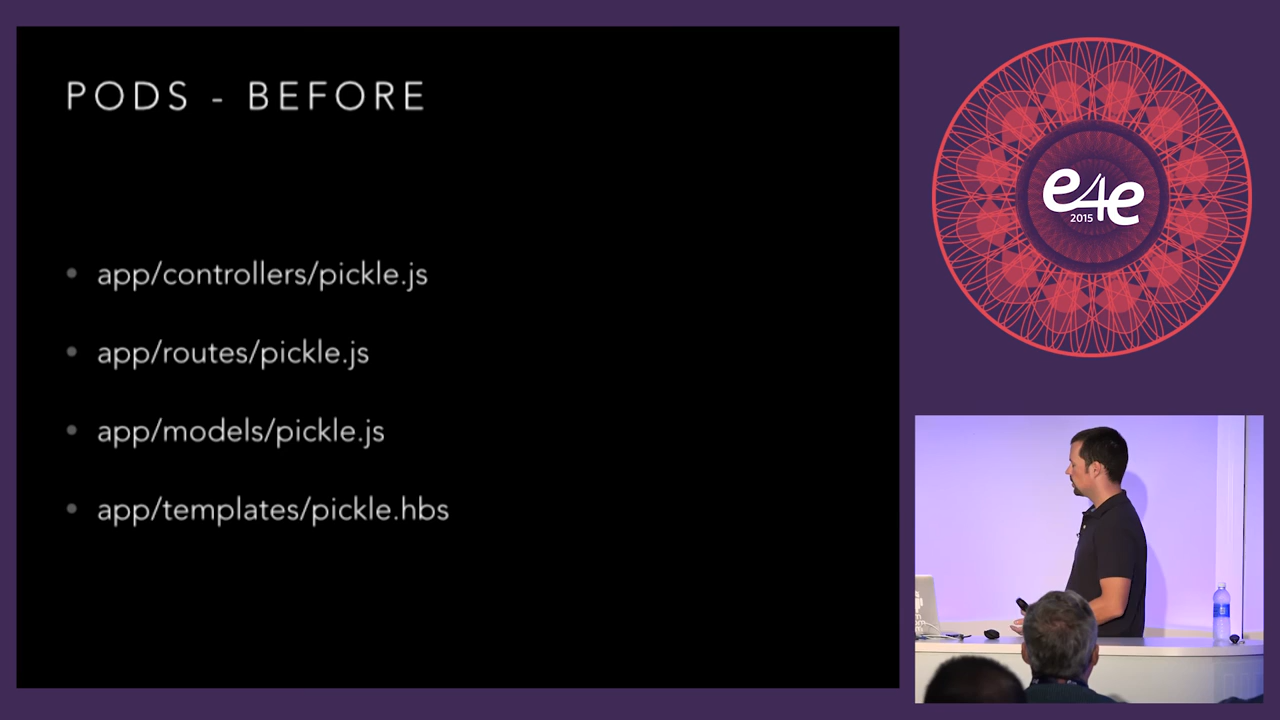 PODS - BEFORE
• app/controllers/pickle.js
• app/routes/pickle.js
• app/models/pickle.js
• app/templates/pickle.hbs
e4e
2015